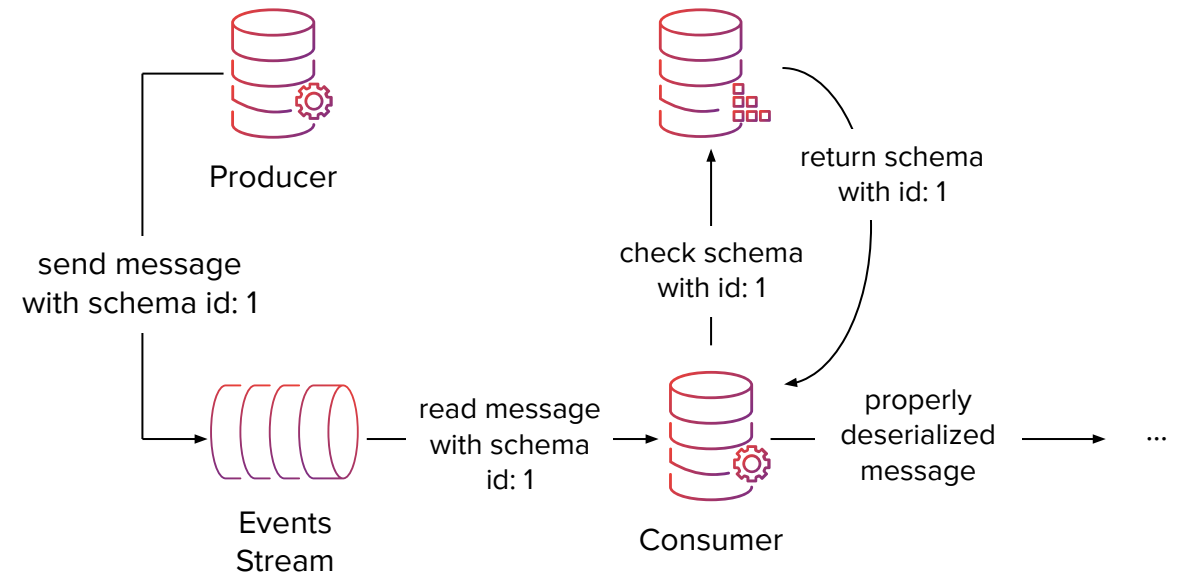 Producer
send message
with schema id: 1
Events
Stream
read message
with schema
id: 1
check schema
with id: 1
return schema
with id: 1
Consumer
properly
deserialized
message
...